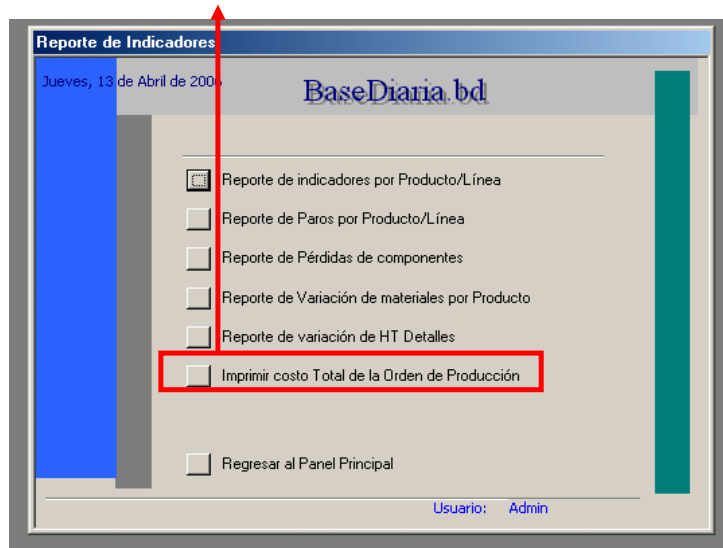 Reporte de Indicadores
Jueves, 13 de Abril de 2006
BaseDiaria.bd
Reporte de indicadores por Producto/Línea
Reporte de Paros por Producto/Línea
Reporte de Pérdidas de componentes
Reporte de Variación de materiales por Producto
Reporte de variación de HT Detalles
Imprimir costo Total de la Orden de Producción
Regresar al Panel Principal
Usuario: Admin